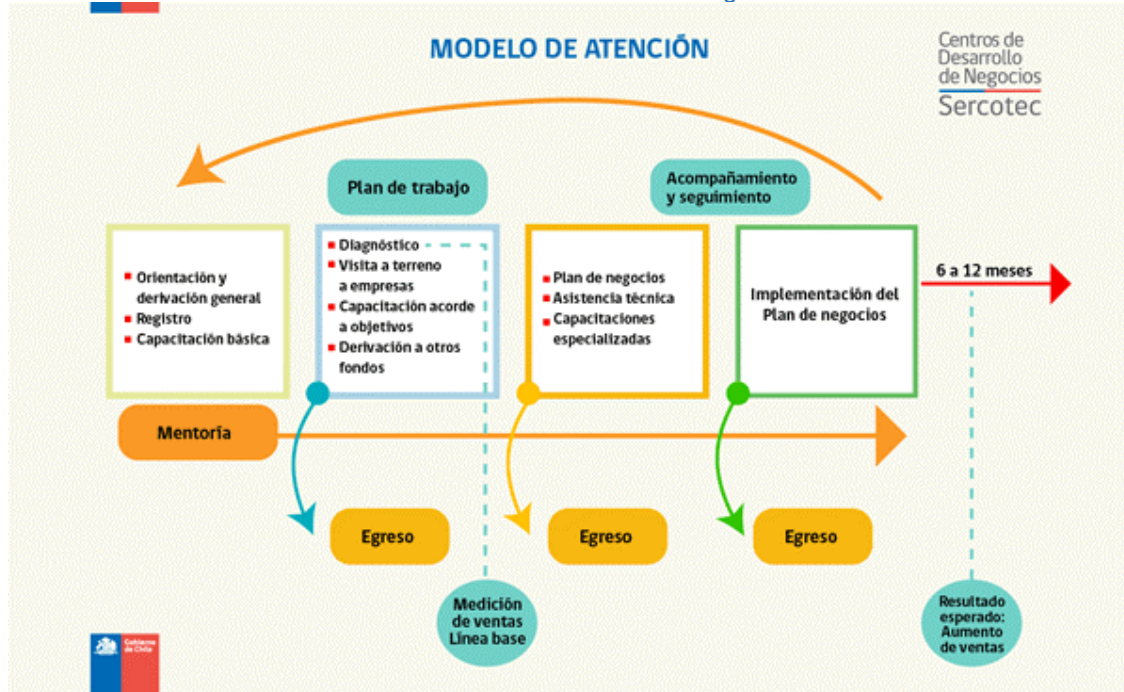 MODELO DE ATENCIÓN
Centros de
Desarrollo
de Negocios
Sercotec
Plan de trabajo
Acompañamiento
y seguimiento
Orientación y
derivación general
Registro
Capacitación básica
Diagnóstico
Visita a terreno
a empresas
Capacitación acorde
a objetivos
Derivación a otros
fondos
Plan de negocios
Asistencia técnica
Capacitaciones
especializadas
Implementación del
Plan de negocios
6 a 12 meses
Mentoría
Egreso
Egreso
Egreso
Medición
de ventas
Línea base
Resultado
esperado:
Aumento
de ventas
Gobierno
de Chile